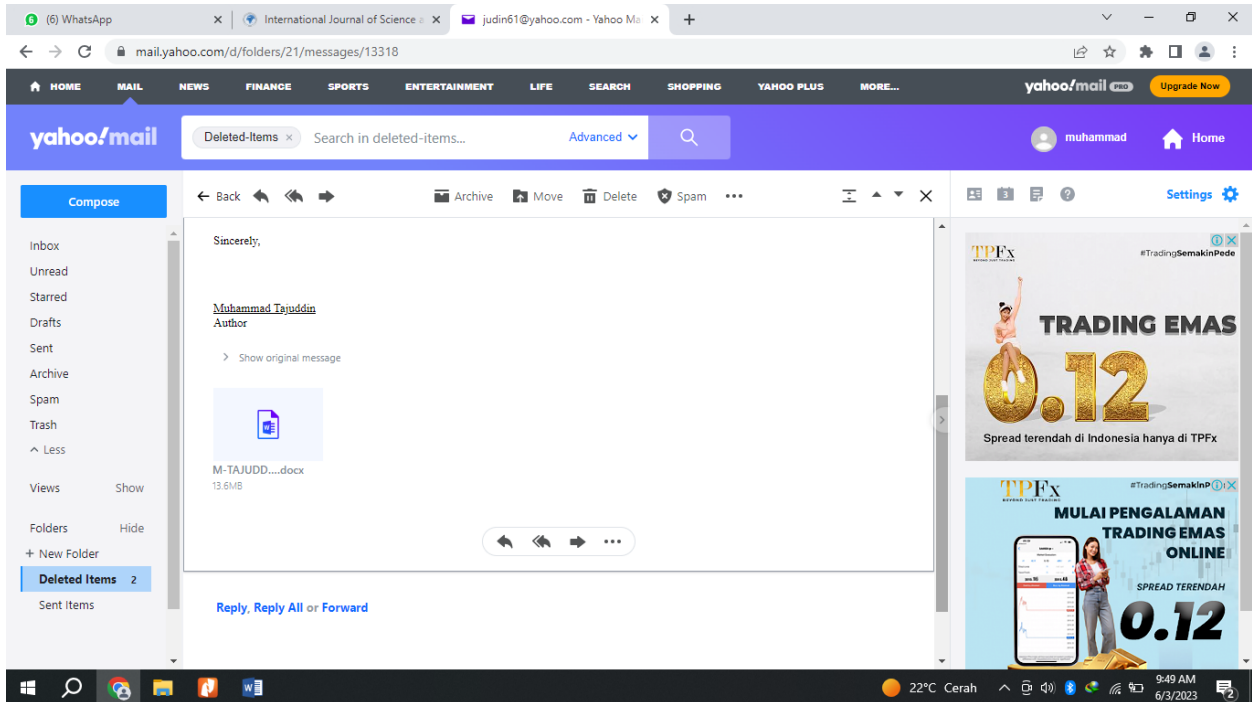 (6) WhatsApp
International Journal of Science a
judin61@yahoo.com - Yahoo Ma
mail.yahoo.com/d/folders/21/messages/13318
HOME MAIL NEWS FINANCE SPORTS ENTERTAINMENT LIFE SEARCH SHOPPING YAHOO PLUS MORE...
yahoo!mail PRO
Upgrade Now
yahoo!mail
Deleted-Items × Search in deleted-items... Advanced
muhammad
Home
Compose
Back
Archive Move Delete Spam
Settings
Inbox
Unread
Starred
Drafts
Sent
Archive
Spam
Trash
Less
Views Show
Folders Hide
+ New Folder
Deleted Items 2
Sent Items
Sincerely,
Muhammad Tajuddin
Author
Show original message
M-TAJUDD....docx
13.6MB
Reply, Reply All or Forward
TPFx
#TradingSemakinPede
TRADING EMAS
0.12
Spread terendah di Indonesia hanya di TPFx
TPFx
BEYOND JUST TRADING
#TradingSemakinP
MULAI PENGALAMAN
TRADING EMAS
ONLINE
SPREAD TERENDAH
0.12
22°C Cerah
9:49 AM
6/3/2023
2